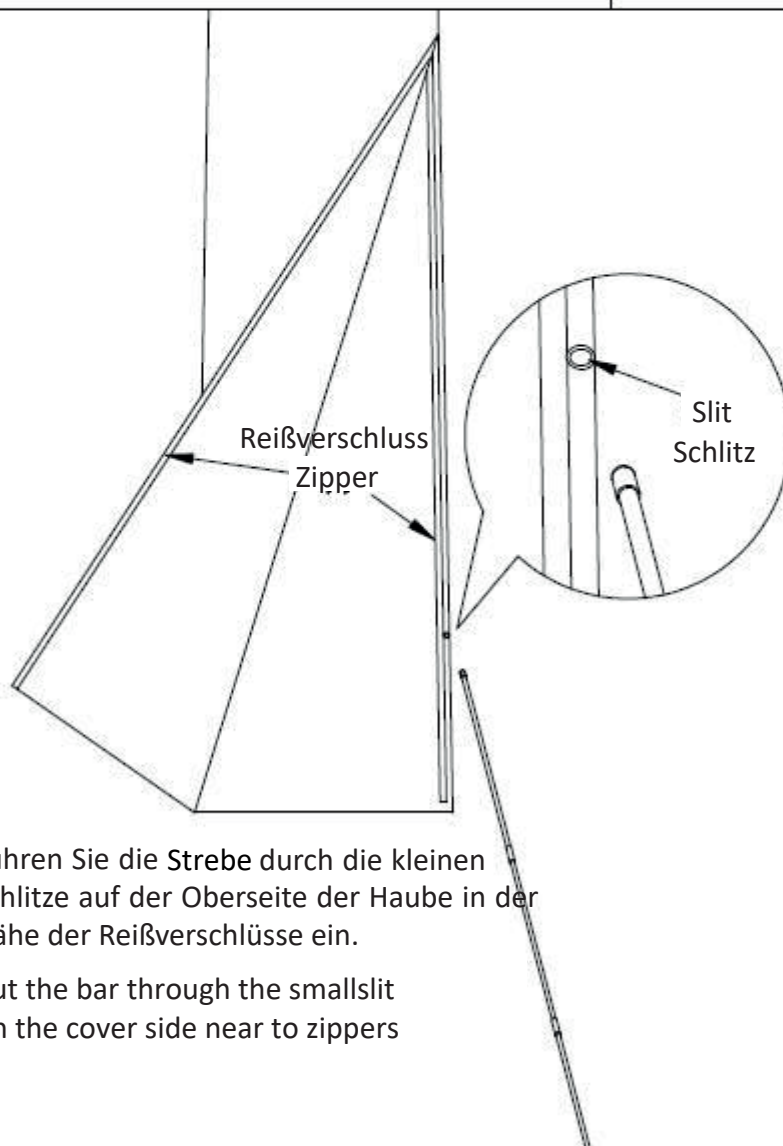 Reißverschluss
Zipper
Slit
Schlitz
ühren Sie die Strebe durch die kleinen
hlitze auf der Oberseite der Haube in der
ähe der Reißverschlüsse ein.
ut the bar through the smallslit
n the cover side near to zippers